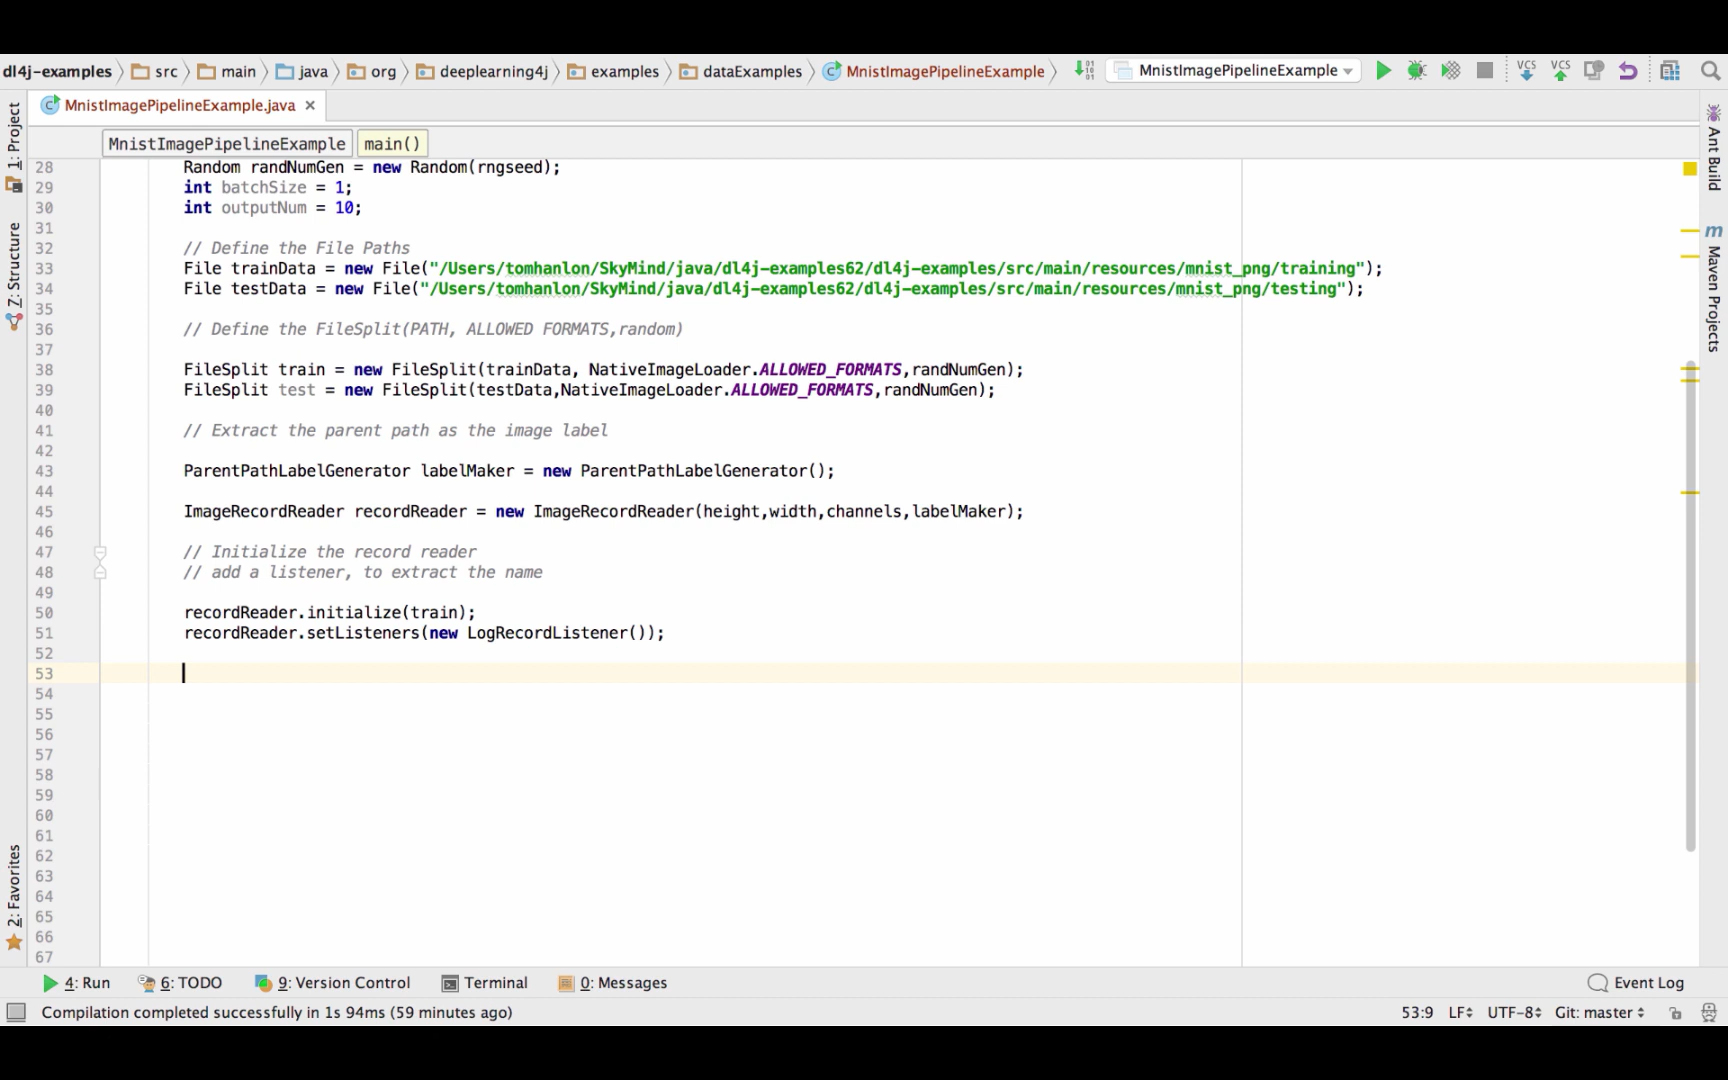 dl4j-examples src main java org deeplearning4j examples dataExamples MnistImagePipelineExample MnistImagePipelineExample
MnistImagePipelineExample.java
MnistImagePipelineExample main()
28 Random randNumGen = new Random(rngseed);
29 int batchSize = 1;
30 int outputNum = 10;
31
32 // Define the File Paths
33 File trainData = new File("/Users/tomhanlon/SkyMind/java/dl4j-examples62/dl4j-examples/src/main/resources/mnist_png/training");
34 File testData = new File("/Users/tomhanlon/SkyMind/java/dl4j-examples62/dl4j-examples/src/main/resources/mnist_png/testing");
35
36 // Define the FileSplit(PATH, ALLOWED FORMATS,random)
37
38 FileSplit train = new FileSplit(trainData, NativeImageLoader.ALLOWED_FORMATS,randNumGen);
39 FileSplit test = new FileSplit(testData,NativeImageLoader.ALLOWED_FORMATS,randNumGen);
40
41 // Extract the parent path as the image label
42
43 ParentPathLabelGenerator labelMaker = new ParentPathLabelGenerator();
44
45 ImageRecordReader recordReader = new ImageRecordReader(height,width,channels,labelMaker);
46
47 // Initialize the record reader
48 // add a listener, to extract the name
49
50 recordReader.initialize(train);
51 recordReader.setListeners(new LogRecordListener());
52
53
54
55
56
57
58
59
60
61
62
63
64
65
66
67
1: Project
Z: Structure
2: Favorites
Ant Build
m Maven Projects
VCS VCS
4: Run 6: TODO 9: Version Control Terminal 0: Messages Event Log
Compilation completed successfully in 1s 94ms (59 minutes ago) 53:9 LF UTF-8 Git: master